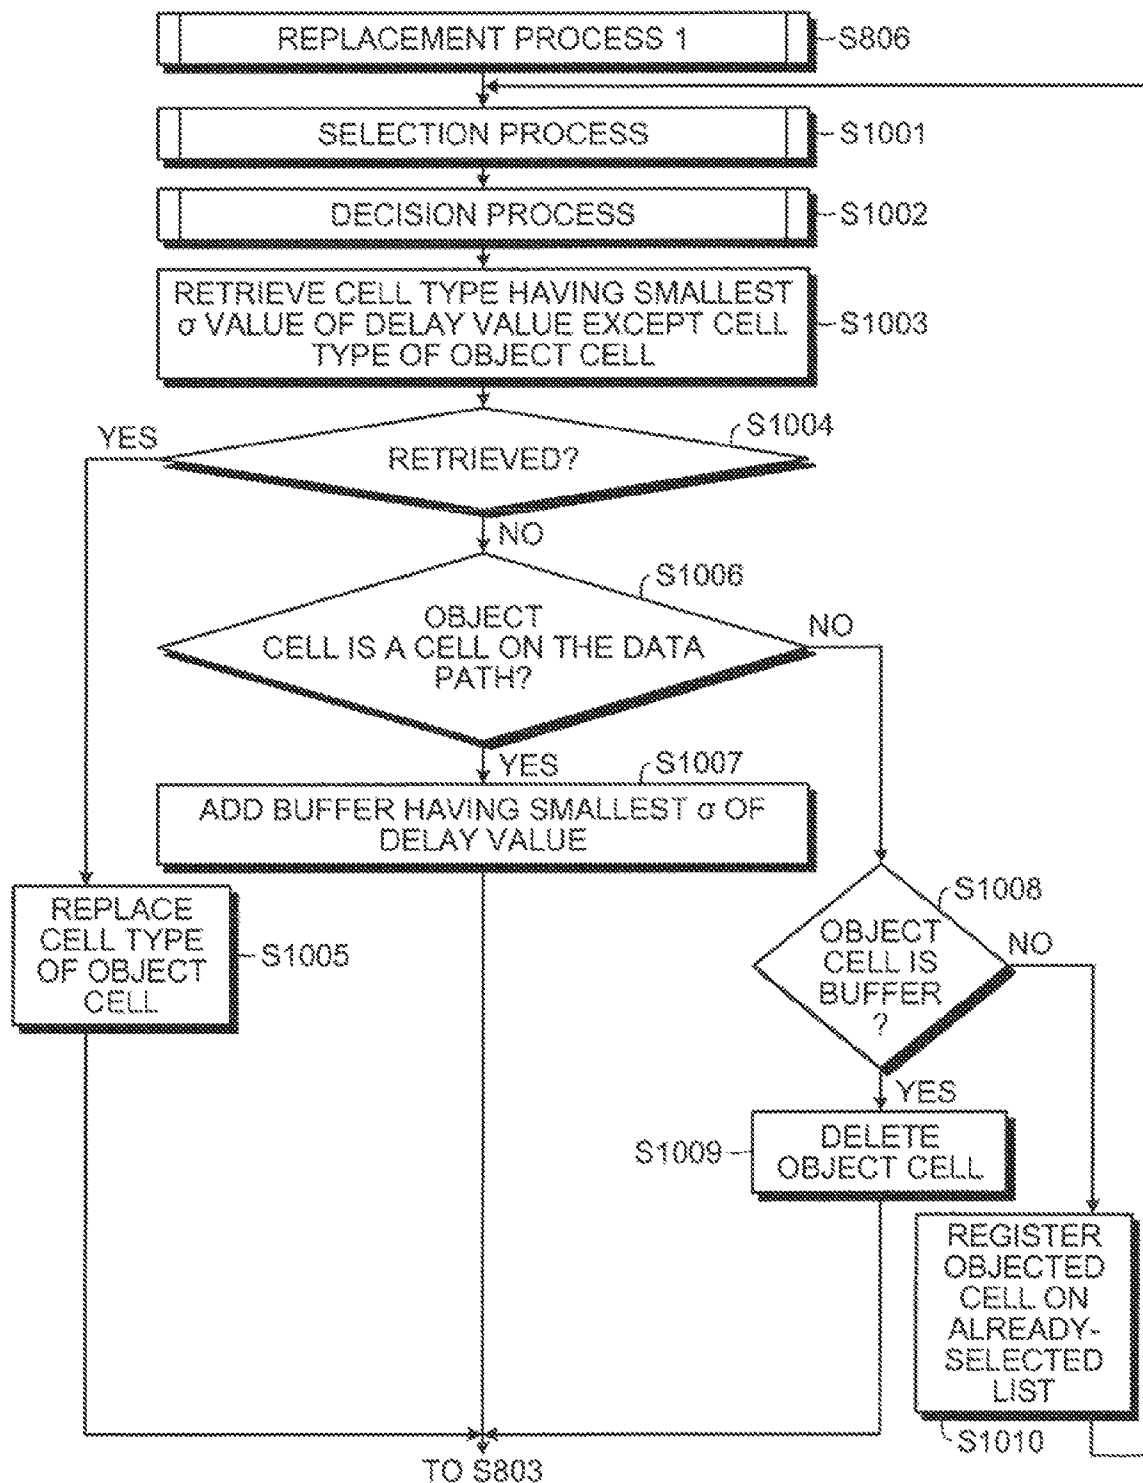 REPLACEMENT PROCESS 1
S806
SELECTION PROCESS
S1001
DECISION PROCESS
S1002
RETRIEVE CELL TYPE HAVING SMALLEST
σ VALUE OF DELAY VALUE EXCEPT CELL
TYPE OF OBJECT CELL
S1003
YES
S1004
RETRIEVED?
NO
S1006
OBJECT
CELL IS A CELL ON THE DATA
PATH?
NO
YES
S1007
ADD BUFFER HAVING SMALLEST σ OF
DELAY VALUE
REPLACE
CELL TYPE
OF OBJECT
CELL
S1005
S1008
OBJECT
CELL IS
BUFFER
?
NO
YES
S1009
DELETE
OBJECT CELL
REGISTER
OBJECTED
CELL ON
ALREADY-
SELECTED
LIST
S1010
TO S803